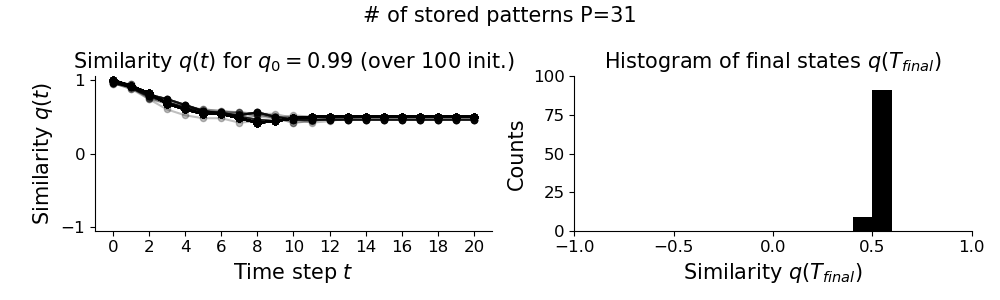 # of stored patterns P=31
Similarity q(t) for q₀ = 0.99 (over 100 init.)
Similarity q(t)
1
0
−1
0 2 4 6 8 10 12 14 16 18 20
Time step t
Histogram of final states q(T_final)
Counts
100
75
50
25
0
−1.0 −0.5 0.0 0.5 1.0
Similarity q(T_final)